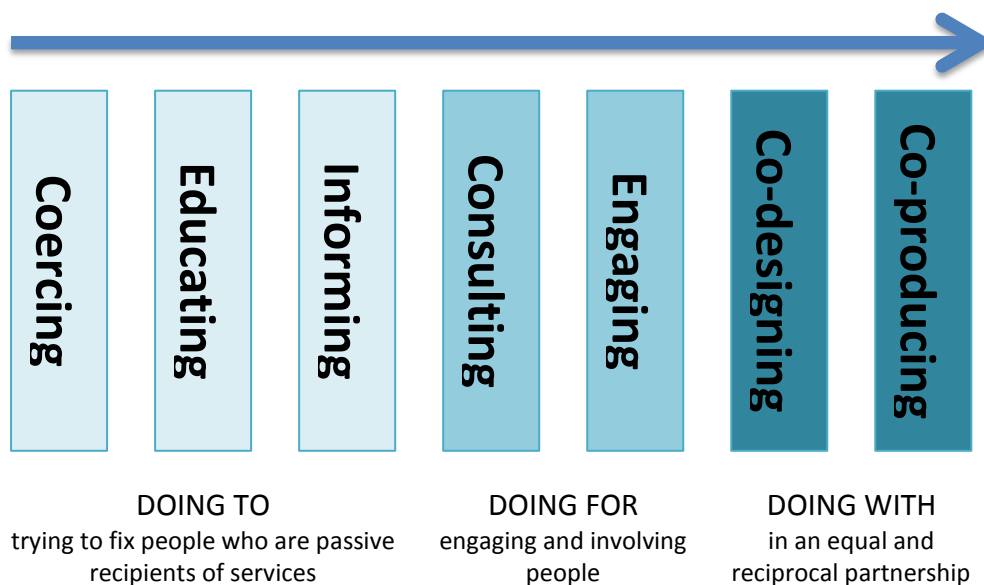 Coercing
Educating
Informing
Consulting
Engaging
Co-designing
Co-producing
DOING TO
trying to fix people who are passive
recipients of services
DOING FOR
engaging and involving
people
DOING WITH
in an equal and
reciprocal partnership